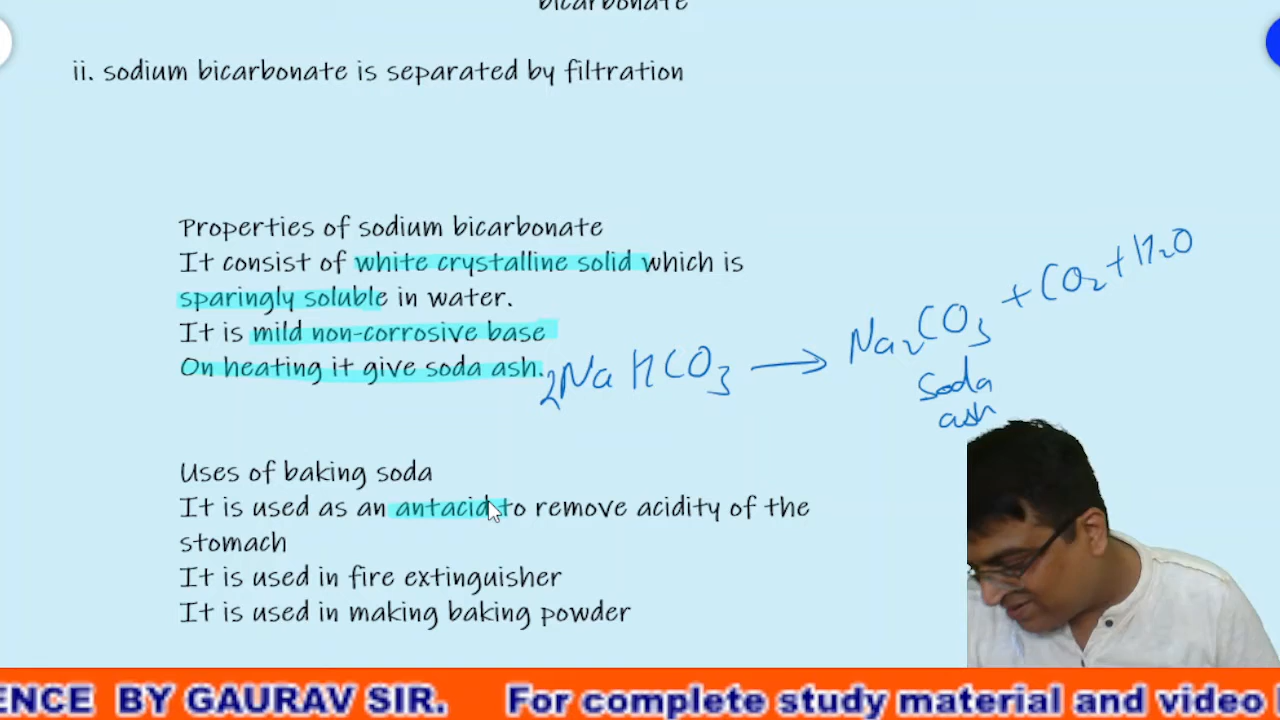 bicarbonate
ii. sodium bicarbonate is separated by filtration
Properties of sodium bicarbonate
It consist of white crystalline solid which is
sparingly soluble in water.
It is mild non-corrosive base
On heating it give soda ash.
2NaHCO3 → Na2CO3 + CO2 + H2O
Soda
ash
Uses of baking soda
It is used as an antacid to remove acidity of the
stomach
It is used in fire extinguisher
It is used in making baking powder
ENCE BY GAURAV SIR. For complete study material and video